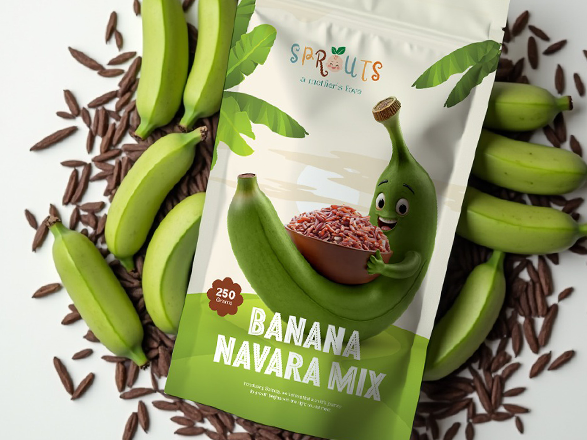 SPROUTS
a mother's love
250
Grams
BANANA
NAVARA MIX